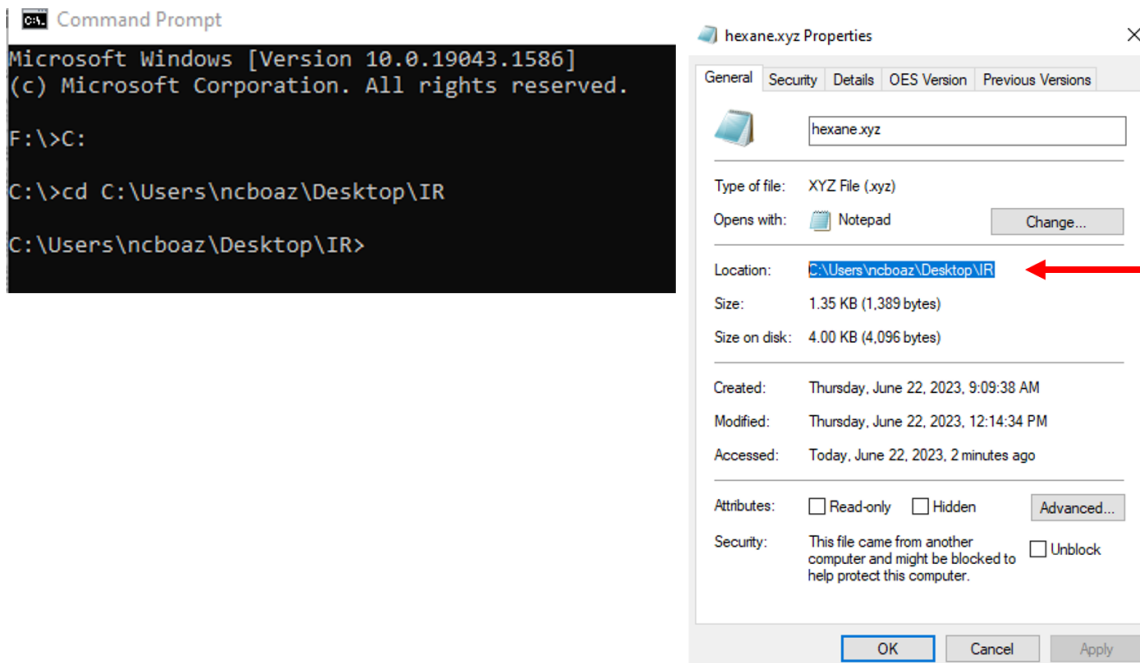 Command Prompt
Microsoft Windows [Version 10.0.19043.1586]
(c) Microsoft Corporation. All rights reserved.
F:\>C:
C:\>cd C:\Users\ncboaz\Desktop\IR
C:\Users\ncboaz\Desktop\IR>
hexane.xyz Properties
General Security Details OES Version Previous Versions
hexane.xyz
Type of file: XYZ File (.xyz)
Opens with: Notepad Change...
Location: C:\Users\ncboaz\Desktop\IR
Size: 1.35 KB (1,389 bytes)
Size on disk: 4.00 KB (4,096 bytes)
Created: Thursday, June 22, 2023, 9:09:38 AM
Modified: Thursday, June 22, 2023, 12:14:34 PM
Accessed: Today, June 22, 2023, 2 minutes ago
Attributes: Read-only Hidden Advanced...
Security: This file came from another
computer and might be blocked to
help protect this computer.
Unblock
OK Cancel Apply